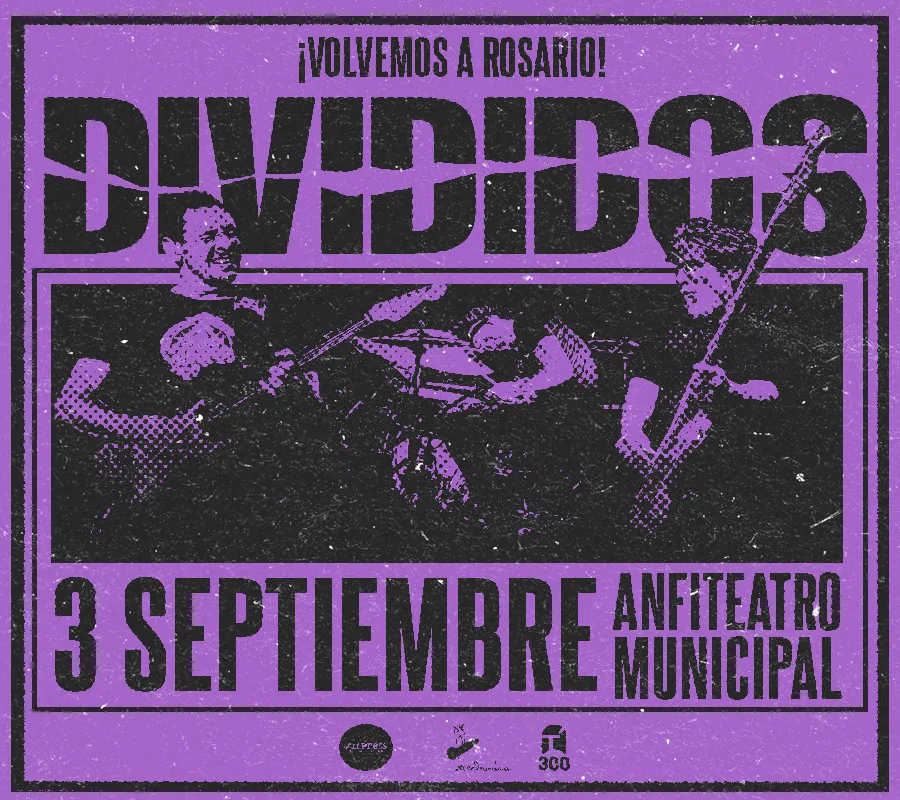 ¡VOLVEMOS A ROSARIO!
DIVIDIDOS
3 SEPTIEMBRE
ANFITEATRO
MUNICIPAL
300